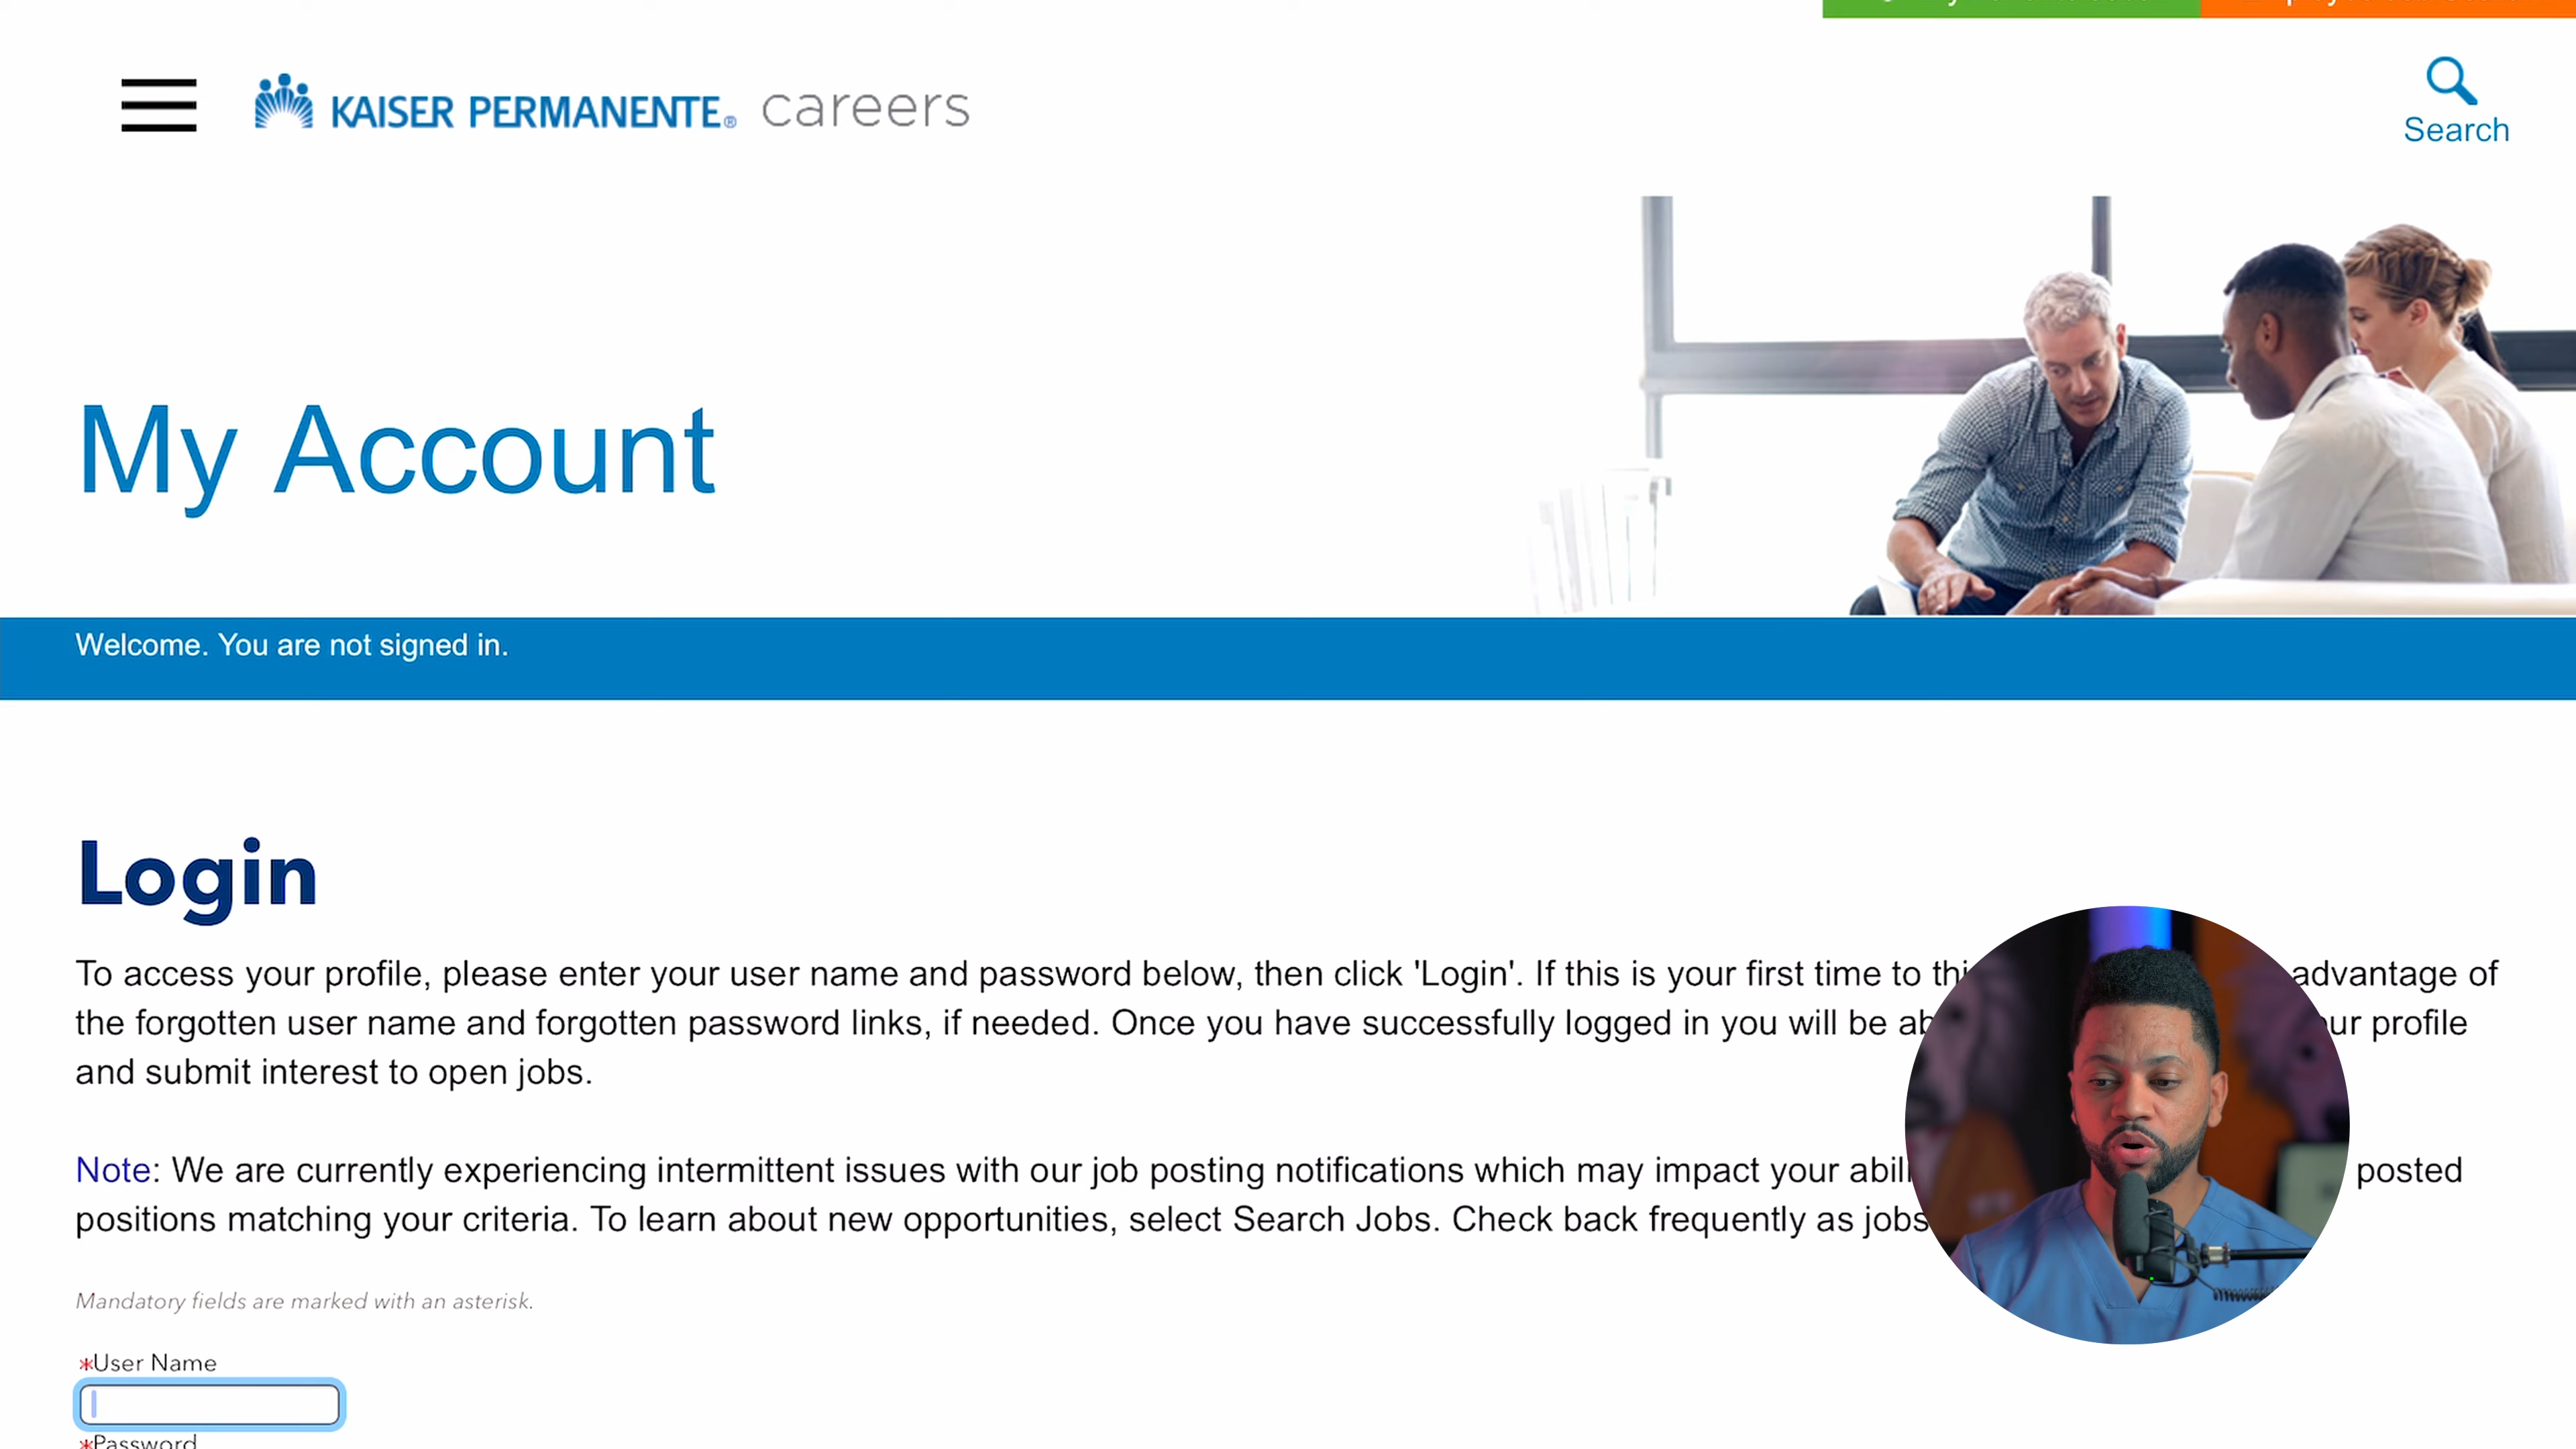 KAISER PERMANENTE® careers
Search
My Account
Welcome. You are not signed in.
Login
To access your profile, please enter your user name and password below, then click 'Login'. If this is your first time to advantage of
the forgotten user name and forgotten password links, if needed. Once you have successfully logged in you will be profile
and submit interest to open jobs.
Note: We are currently experiencing intermittent issues with our job posting notifications which may impact your posted
positions matching your criteria. To learn about new opportunities, select Search Jobs. Check back frequently as jobs
Mandatory fields are marked with an asterisk.
*User Name
*Password